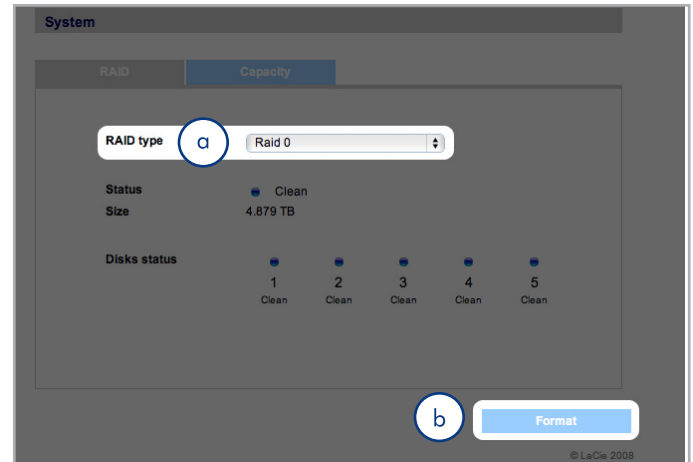 System
RAID Capacity
RAID type a Raid 0
Status Clean
Size 4.879 TB
Disks status
1 2 3 4 5
Clean Clean Clean Clean Clean
b Format
© LaCie 2008